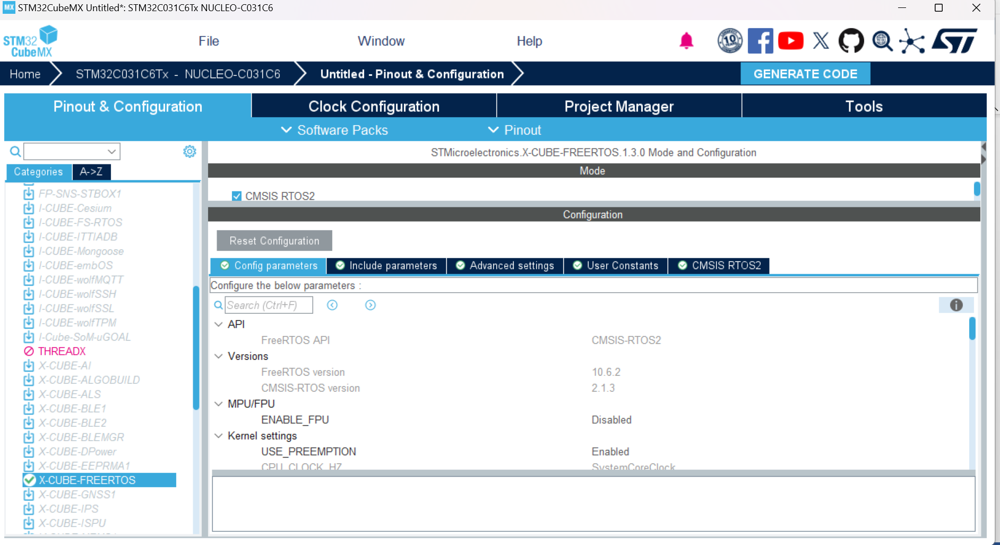 MX STM32CubeMX Untitled*: STM32C031C6Tx NUCLEO-C031C6
STM32
CubeMX
File
Window
Help
10
Home
STM32C031C6Tx - NUCLEO-C031C6
Untitled - Pinout & Configuration
GENERATE CODE
Pinout & Configuration
Clock Configuration
Project Manager
Tools
Software Packs
Pinout
Categories
A->Z
FP-SNS-STBOX1
I-CUBE-Cesium
I-CUBE-FS-RTOS
I-CUBE-ITTIADB
I-CUBE-Mongoose
I-CUBE-embOS
I-CUBE-wolfMQTT
I-CUBE-wolfSSH
I-CUBE-wolfSSL
I-CUBE-wolfTPM
I-Cube-SoM-uGOAL
THREADX
X-CUBE-AI
X-CUBE-ALGOBUILD
X-CUBE-ALS
X-CUBE-BLE1
X-CUBE-BLE2
X-CUBE-BLEMGR
X-CUBE-DPower
X-CUBE-EEPRMA1
X-CUBE-FREERTOS
X-CUBE-GNSS1
X-CUBE-IPS
X-CUBE-ISPU
STMicroelectronics.X-CUBE-FREERTOS.1.3.0 Mode and Configuration
Mode
CMSIS RTOS2
Configuration
Reset Configuration
Config parameters
Include parameters
Advanced settings
User Constants
CMSIS RTOS2
Configure the below parameters :
Search (Ctrl+F)
API
FreeRTOS API CMSIS-RTOS2
Versions
FreeRTOS version 10.6.2
CMSIS-RTOS version 2.1.3
MPU/FPU
ENABLE_FPU Disabled
Kernel settings
USE_PREEMPTION Enabled
CPU_CLOCK_HZ SystemCoreClock